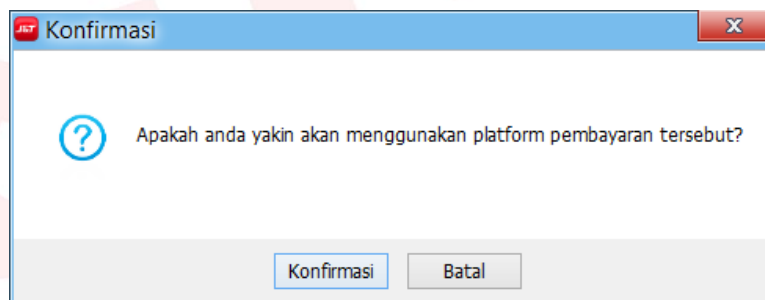 J&T Konfirmasi
X
?
Apakah anda yakin akan menggunakan platform pembayaran tersebut?
Konfirmasi Batal